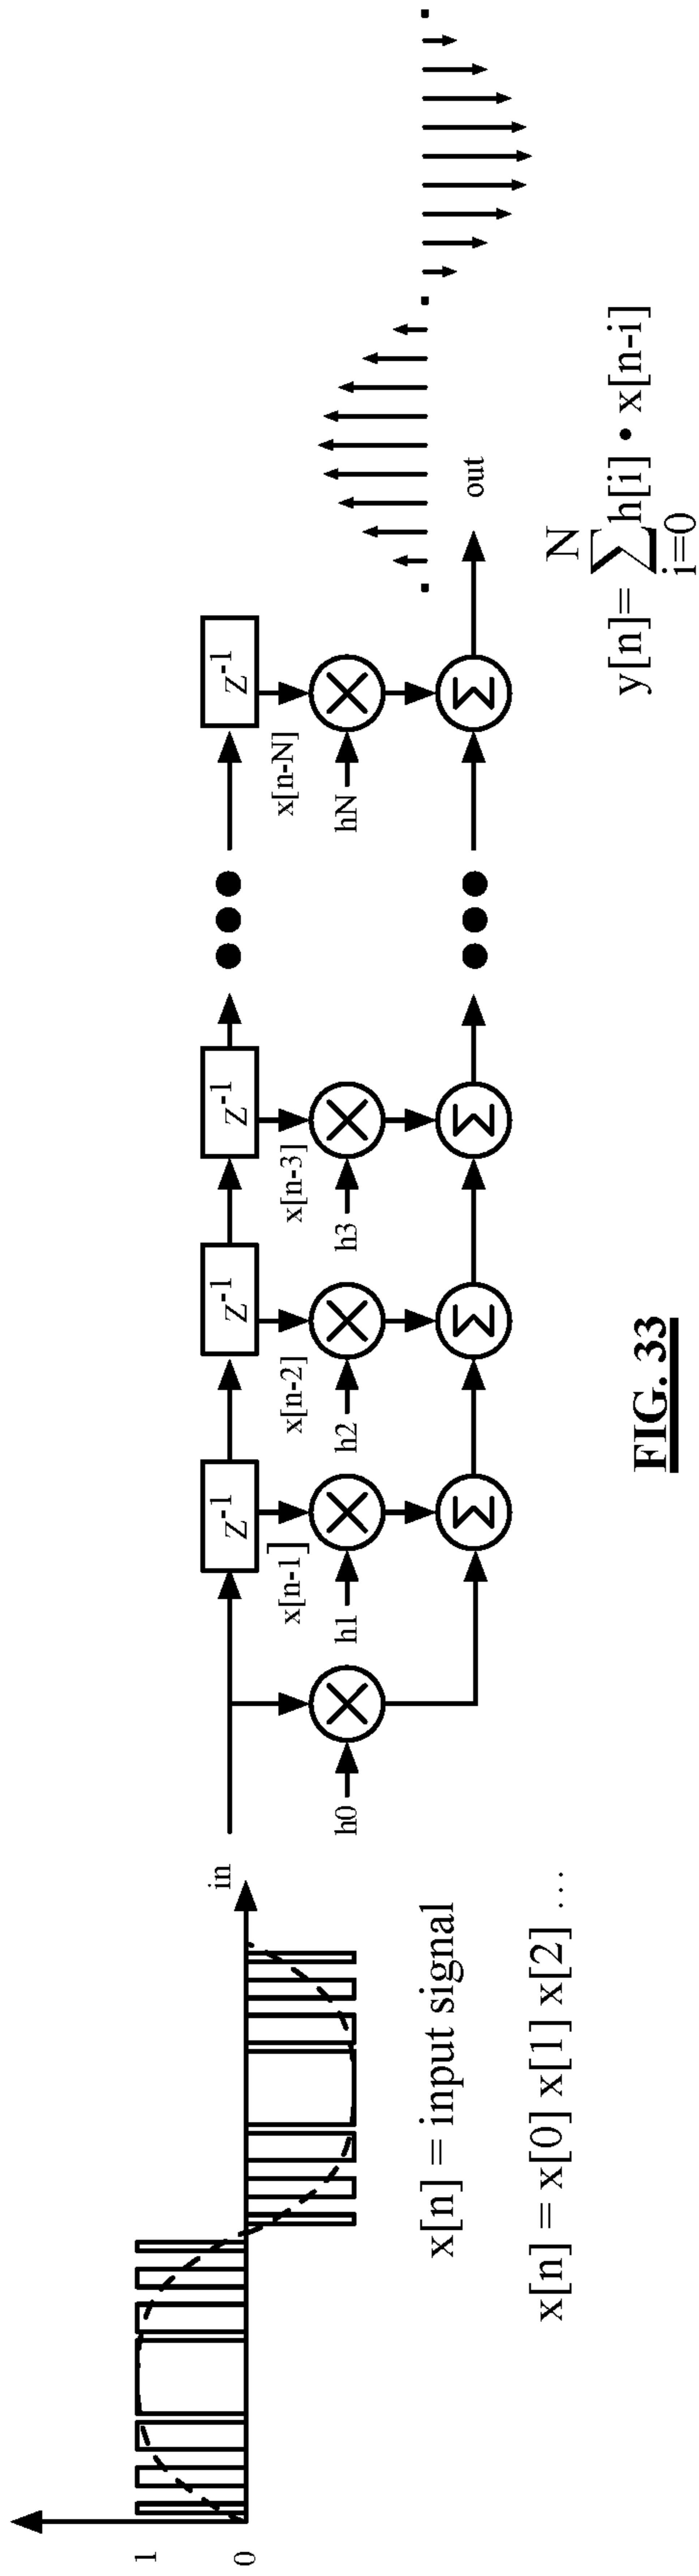 1
0
in
x[n] = input signal
x[n] = x[0] x[1] x[2] ...
h0
h1
h2
h3
hN
x[n-1]
x[n-2]
x[n-3]
x[n-N]
Z-1
Z-1
Z-1
Z-1
Σ
Σ
Σ
Σ
out
N
y[n]= ∑ h[i] • x[n-i]
i=0
FIG. 33